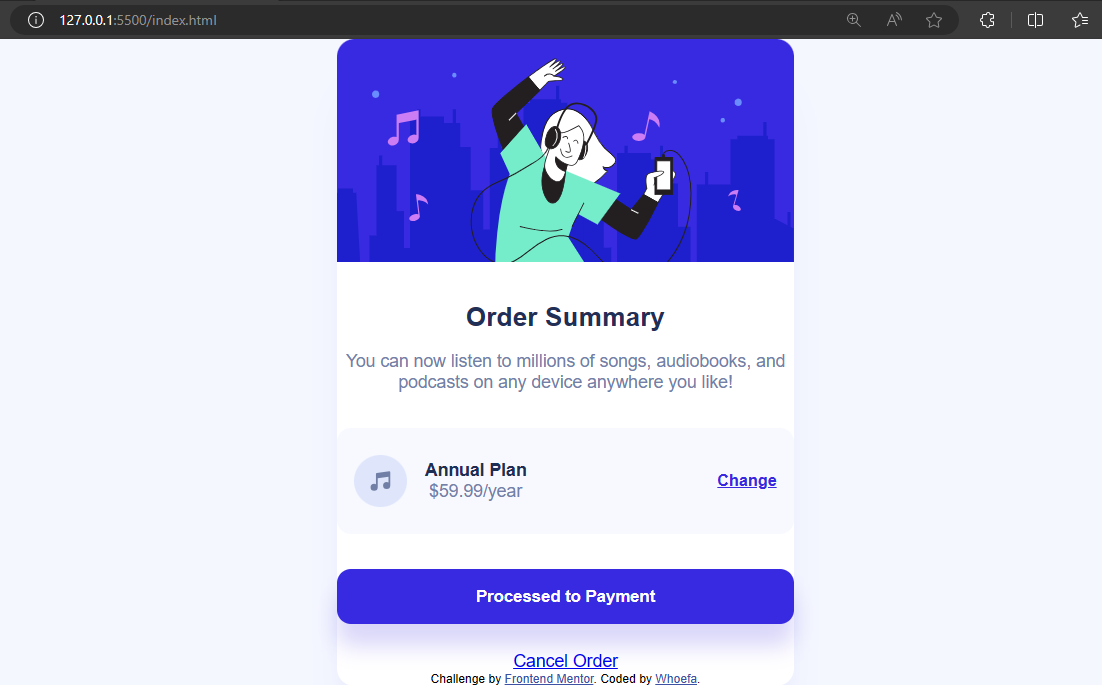 127.0.0.1:5500/index.html
Order Summary
You can now listen to millions of songs, audiobooks, and
podcasts on any device anywhere you like!
Annual Plan
$59.99/year
Change
Processed to Payment
Cancel Order
Challenge by Frontend Mentor. Coded by Whoefa.